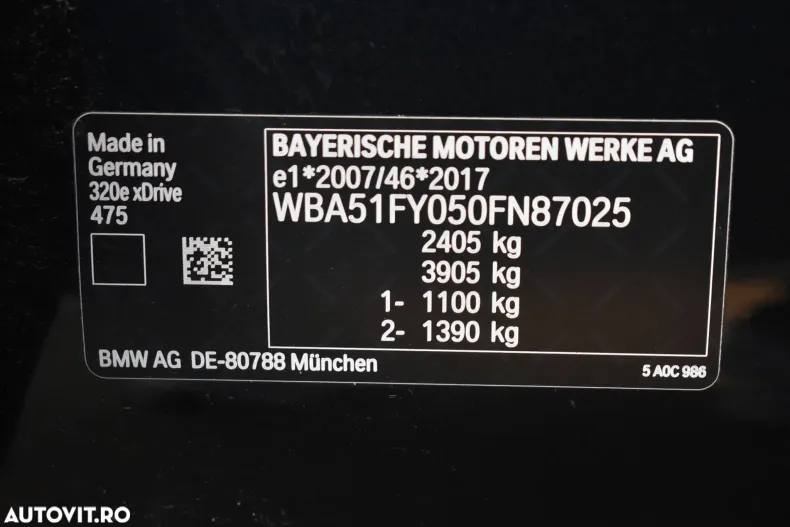 Made in
Germany
320e xDrive
475
BAYERISCHE MOTOREN WERKE AG
e1*2007/46*2017
WBA51FY050FN87025
2405 kg
3905 kg
1- 1100 kg
2- 1390 kg
BMW AG DE-80788 München
5 A0C 986
AUTOVIT.RO